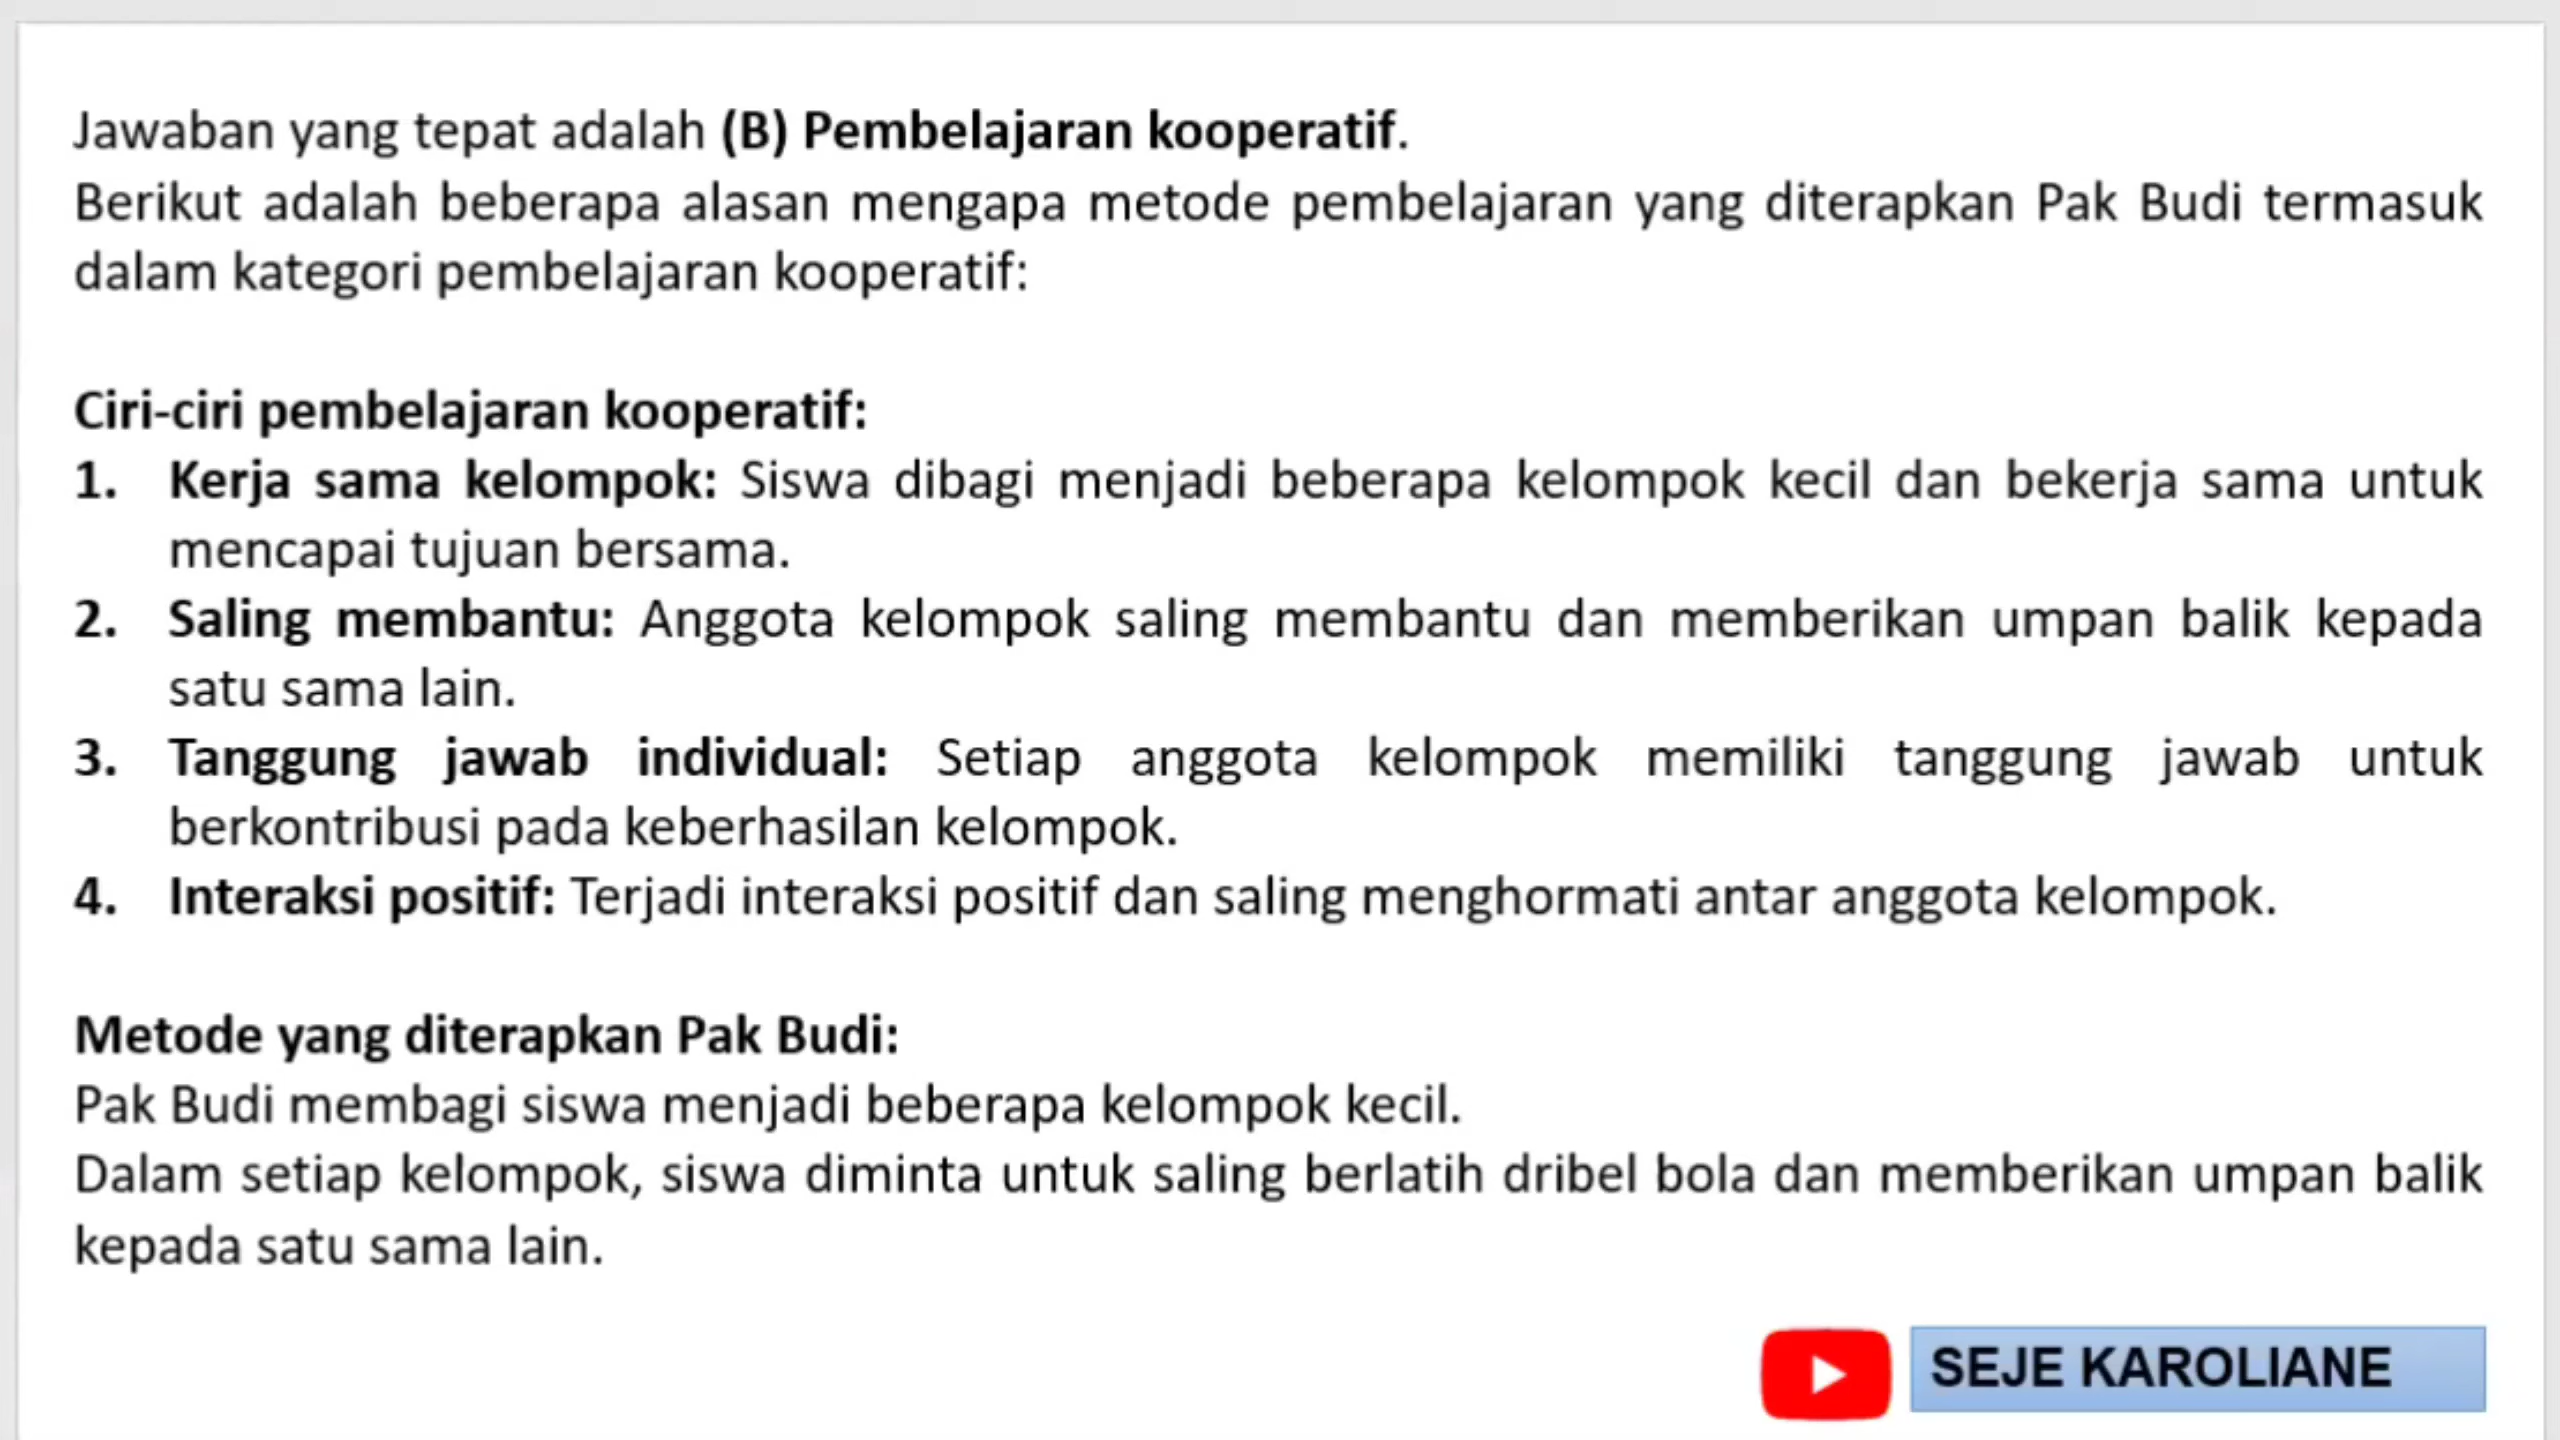 Jawaban yang tepat adalah (B) Pembelajaran kooperatif.
Berikut adalah beberapa alasan mengapa metode pembelajaran yang diterapkan Pak Budi termasuk
dalam kategori pembelajaran kooperatif:
Ciri-ciri pembelajaran kooperatif:
1. Kerja sama kelompok: Siswa dibagi menjadi beberapa kelompok kecil dan bekerja sama untuk
mencapai tujuan bersama.
2. Saling membantu: Anggota kelompok saling membantu dan memberikan umpan balik kepada
satu sama lain.
3. Tanggung jawab individual: Setiap anggota kelompok memiliki tanggung jawab untuk
berkontribusi pada keberhasilan kelompok.
4. Interaksi positif: Terjadi interaksi positif dan saling menghormati antar anggota kelompok.
Metode yang diterapkan Pak Budi:
Pak Budi membagi siswa menjadi beberapa kelompok kecil.
Dalam setiap kelompok, siswa diminta untuk saling berlatih dribel bola dan memberikan umpan balik
kepada satu sama lain.
SEJE KAROLIANE